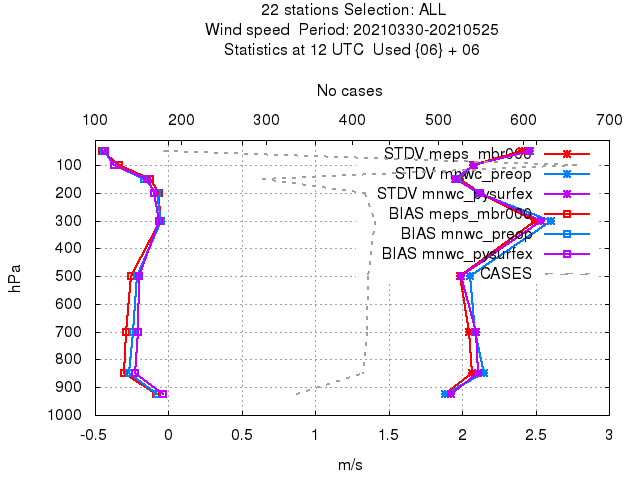 22 stations Selection: ALL
Wind speed  Period: 20210330-20210525
Statistics at 12 UTC  Used {06} + 06
No cases
100 200 300 400 500 600 700
STDV meps_mbr000
STDV mnwc_preop
STDV mnwc_pysurfex
BIAS meps_mbr000
BIAS mnwc_preop
BIAS mnwc_pysurfex
CASES
hPa
100
200
300
400
500
600
700
800
900
1000
-0.5 0 0.5 1 1.5 2 2.5 3
m/s